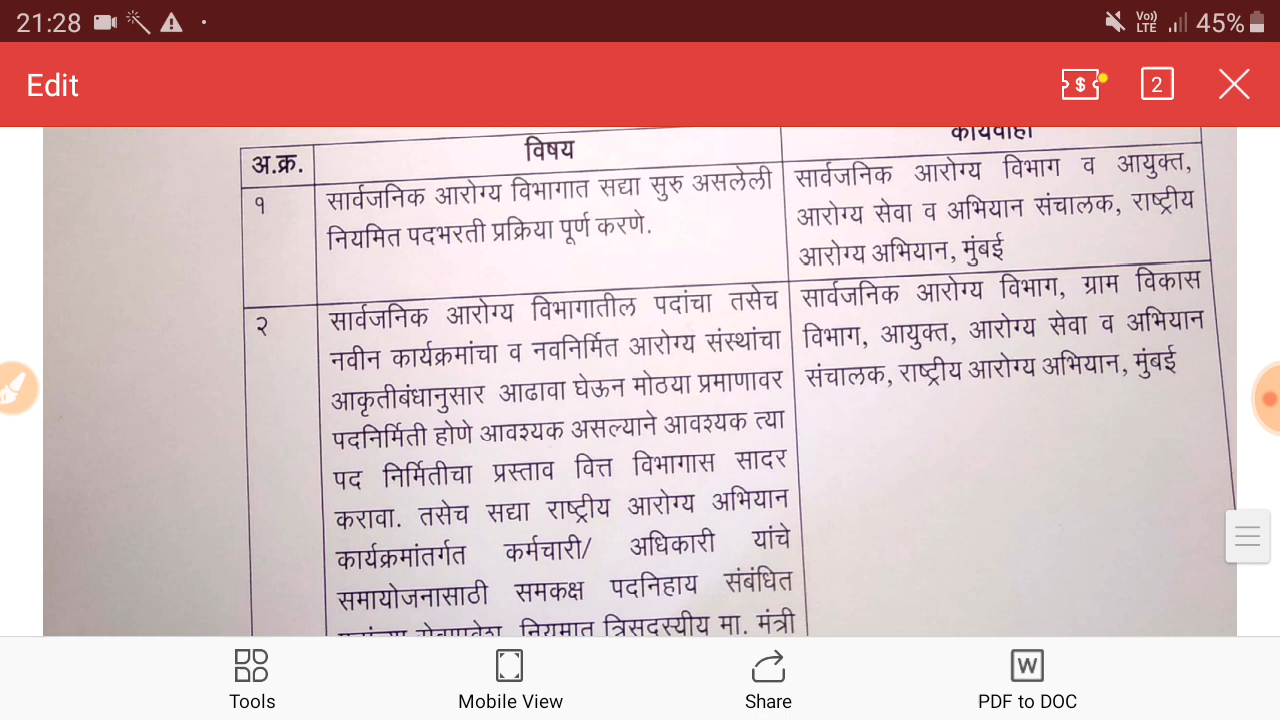 21:28
Vo)) LTE 45%
Edit
2
अ.क्र. विषय कार्यवाही
१ सार्वजनिक आरोग्य विभागात सद्या सुरु असलेली
नियमित पदभरती प्रक्रिया पूर्ण करणे.
सार्वजनिक आरोग्य विभाग व आयुक्त,
आरोग्य सेवा व अभियान संचालक, राष्ट्रीय
आरोग्य अभियान, मुंबई
२ सार्वजनिक आरोग्य विभागातील पदांचा तसेच
नवीन कार्यक्रमांचा व नवनिर्मित आरोग्य संस्थांचा
आकृतीबंधानुसार आढावा घेऊन मोठया प्रमाणावर
पदनिर्मिती होणे आवश्यक असल्याने आवश्यक त्या
पद निर्मितीचा प्रस्ताव वित्त विभागास सादर
करावा. तसेच सद्या राष्ट्रीय आरोग्य अभियान
कार्यक्रमांतर्गत कर्मचारी/ अधिकारी यांचे
समायोजनासाठी समकक्ष पदनिहाय संबंधित
नियमात त्रिसदस्यीय मा. मंत्री
सार्वजनिक आरोग्य विभाग, ग्राम विकास
विभाग, आयुक्त, आरोग्य सेवा व अभियान
संचालक, राष्ट्रीय आरोग्य अभियान, मुंबई
Tools
Mobile View
Share
W
PDF to DOC